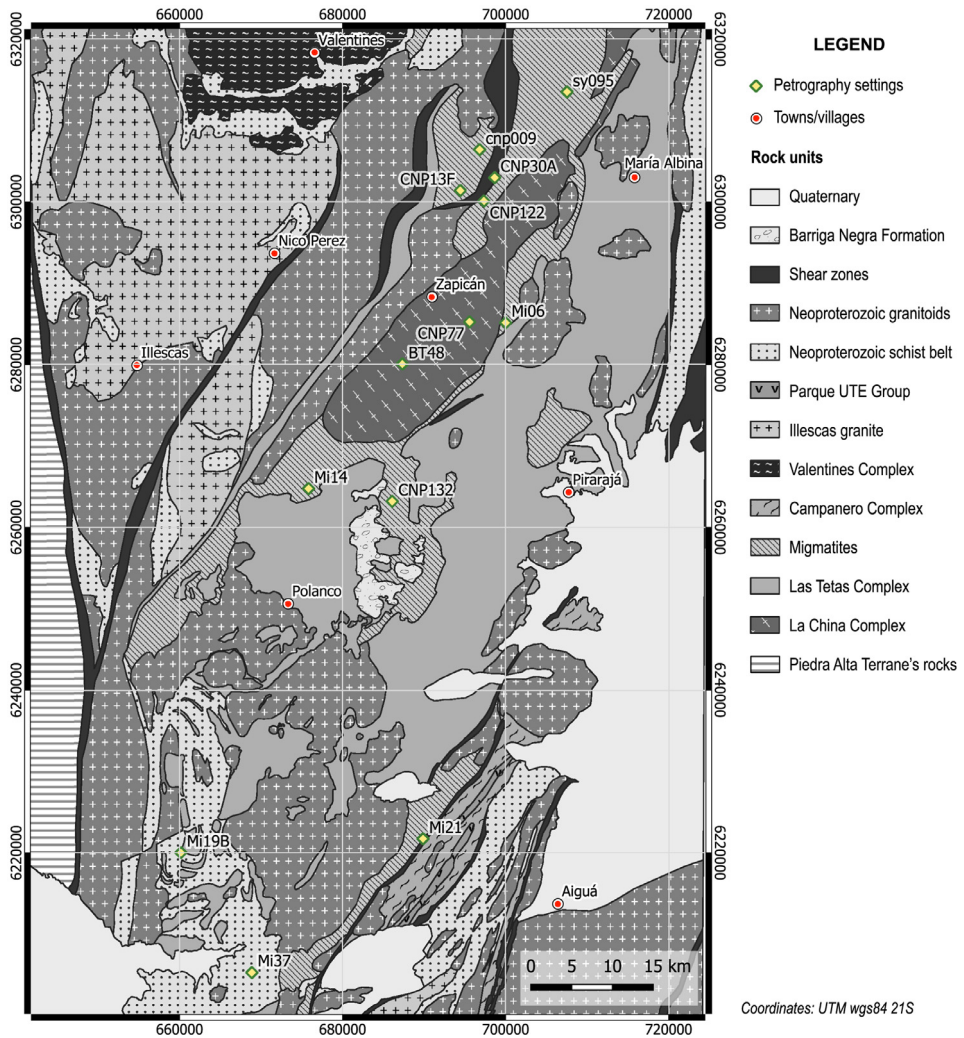 660000 680000 700000 720000
6320000 6320000
Valentines
sy095
cnp009
CNP30A
CNP13F
María Albina
6300000 6300000
CNP122
Nico Perez
Zapicán
CNP77
Mi06
BT48
Illescas
6280000 6280000
Mi14
CNP132
Pirarajá
6260000 6260000
Polanco
6240000 6240000
Mi21
Mi19B
6220000 6220000
Aiguá
Mi37
0 5 10 15 km
660000 680000 700000 720000
LEGEND
Petrography settings
Towns/villages
Rock units
Quaternary
Barriga Negra Formation
Shear zones
Neoproterozoic granitoids
Neoproterozoic schist belt
Parque UTE Group
Illescas granite
Valentines Complex
Campanero Complex
Migmatites
Las Tetas Complex
La China Complex
Piedra Alta Terrane's rocks
Coordinates: UTM wgs84 21S